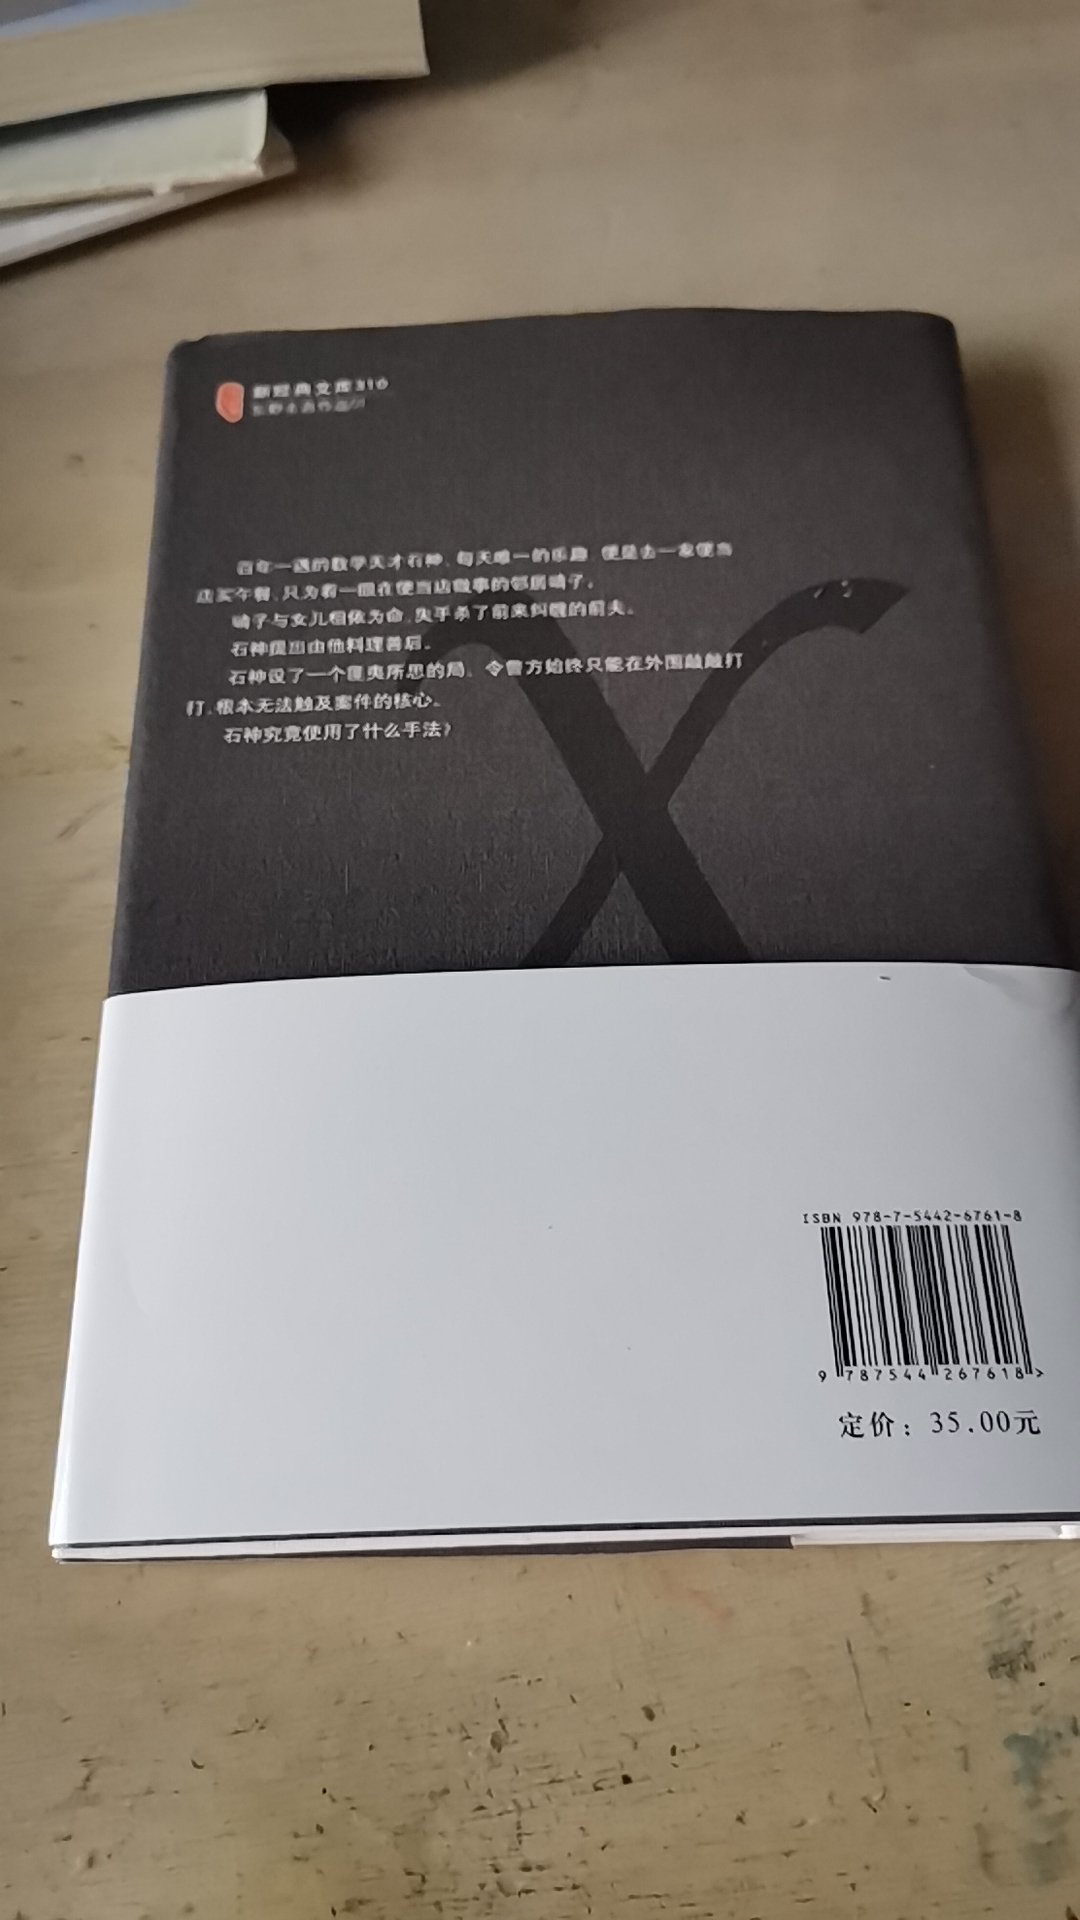 新经典文库310
东野圭吾作品01
百年一遇的数学天才石神，每天唯一的乐趣，便是去一家便当
店买午餐，只为看一眼在便当店做事的邻居靖子。
靖子与女儿相依为命，失手杀了前来纠缠的前夫。
石神提出由他料理善后。
石神设了一个匪夷所思的局，令警方始终只能在外围敲敲打
打，根本无法触及案件的核心。
石神究竟使用了什么手法？
ISBN 978-7-5442-6761-8
9 787544 267618 >
定价：35.00元